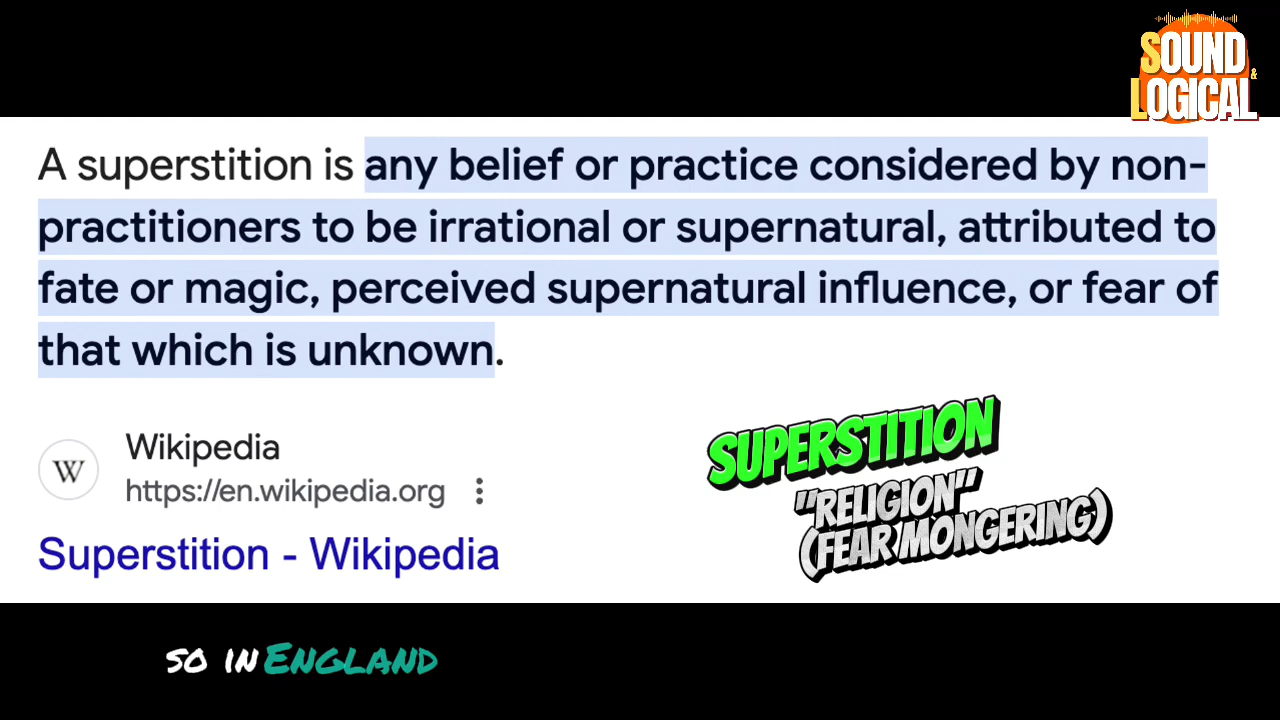 SOUND
&
LOGICAL
A superstition is any belief or practice considered by non-
practitioners to be irrational or supernatural, attributed to
fate or magic, perceived supernatural influence, or fear of
that which is unknown.
W
Wikipedia
https://en.wikipedia.org
Superstition - Wikipedia
SUPERSTITION
"RELIGION"
(FEAR MONGERING)
SO IN ENGLAND